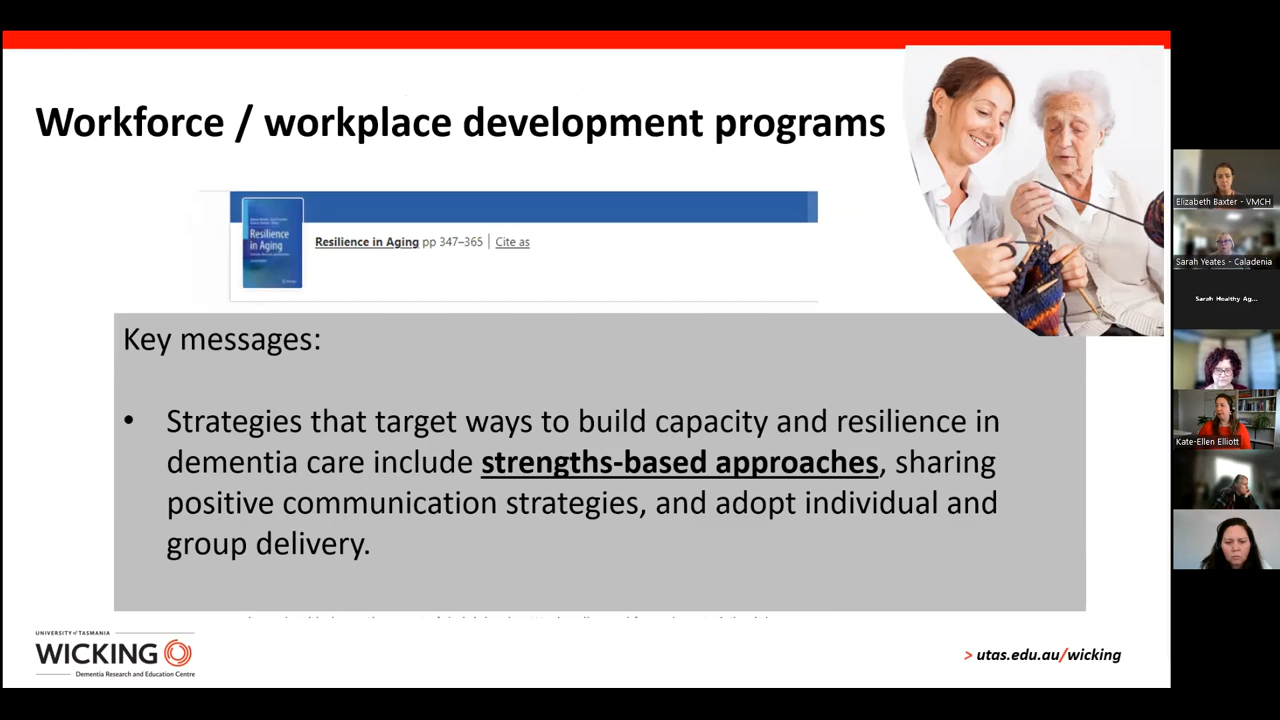 Workforce / workplace development programs
Resilience
in Aging
Resilience in Aging pp 347–365 | Cite as
Key messages:
• Strategies that target ways to build capacity and resilience in
dementia care include strengths-based approaches, sharing
positive communication strategies, and adopt individual and
group delivery.
UNIVERSITY of TASMANIA
WICKING
Dementia Research and Education Centre
> utas.edu.au/wicking
Elizabeth Baxter - VMCH
Sarah Yeates - Caladenia
Sarah Healthy Ag...
Kate-Ellen Elliott